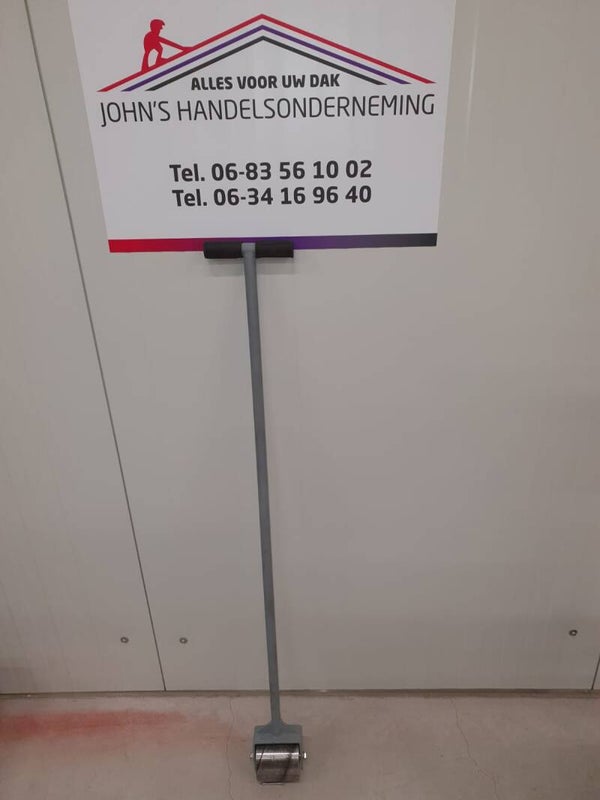 ALLES VOOR UW DAK
JOHN'S HANDELSONDERNEMING
Tel. 06-83 56 10 02
Tel. 06-34 16 96 40